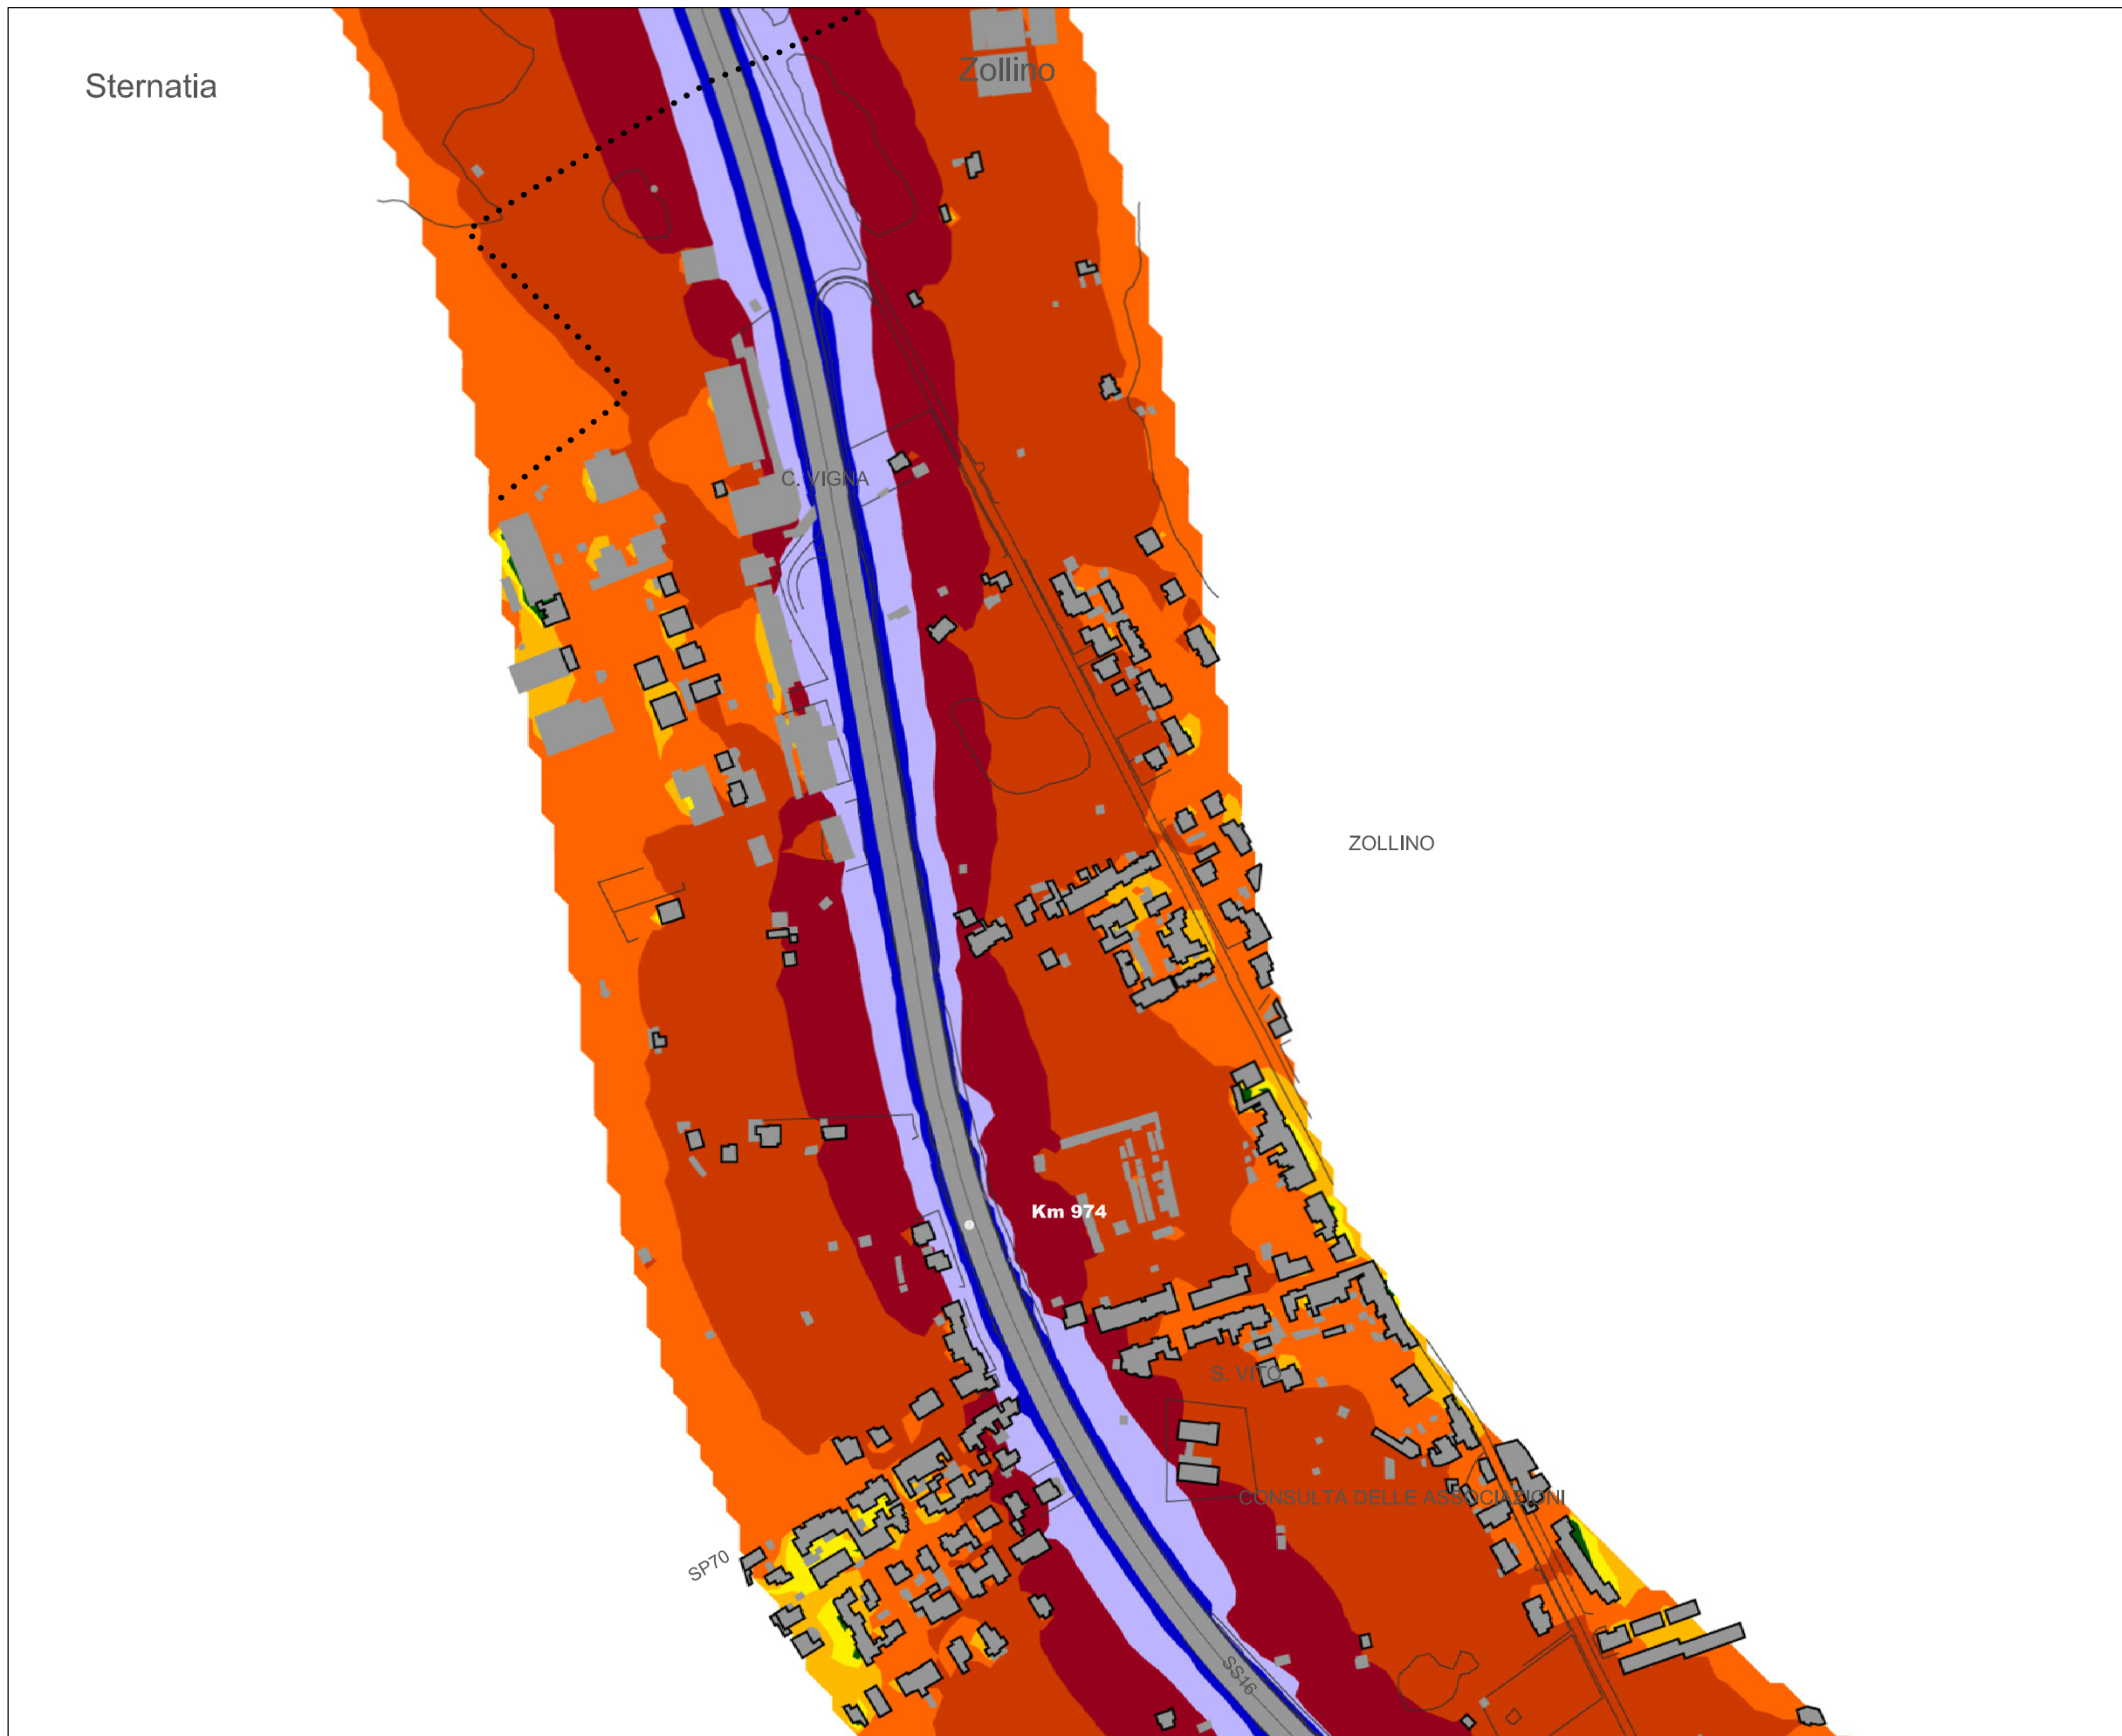 Sternatia
Zollino
C. VIGNA
ZOLLINO
Km 974
S. VITO
CONSULTA DELLE ASSOCIAZIONI
SP70
SS16